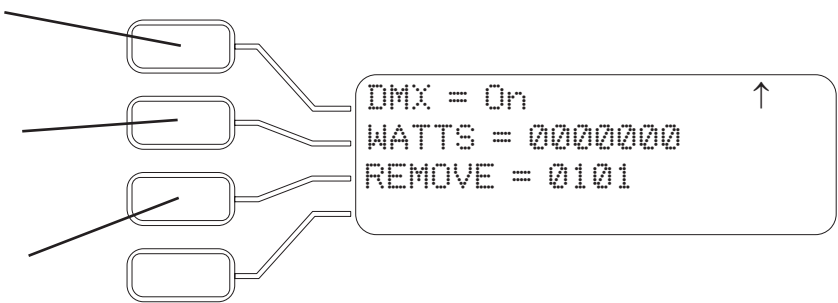 DMX = On ↑
WATTS = 0000000
REMOVE = 0101